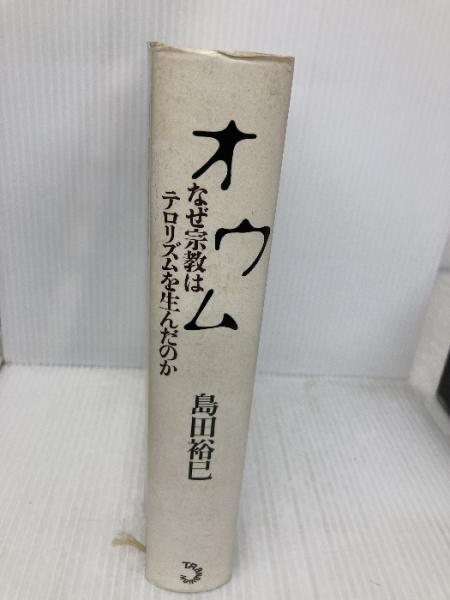 オウム
なぜ宗教は
テロリズムを生んだのか
島田裕巳